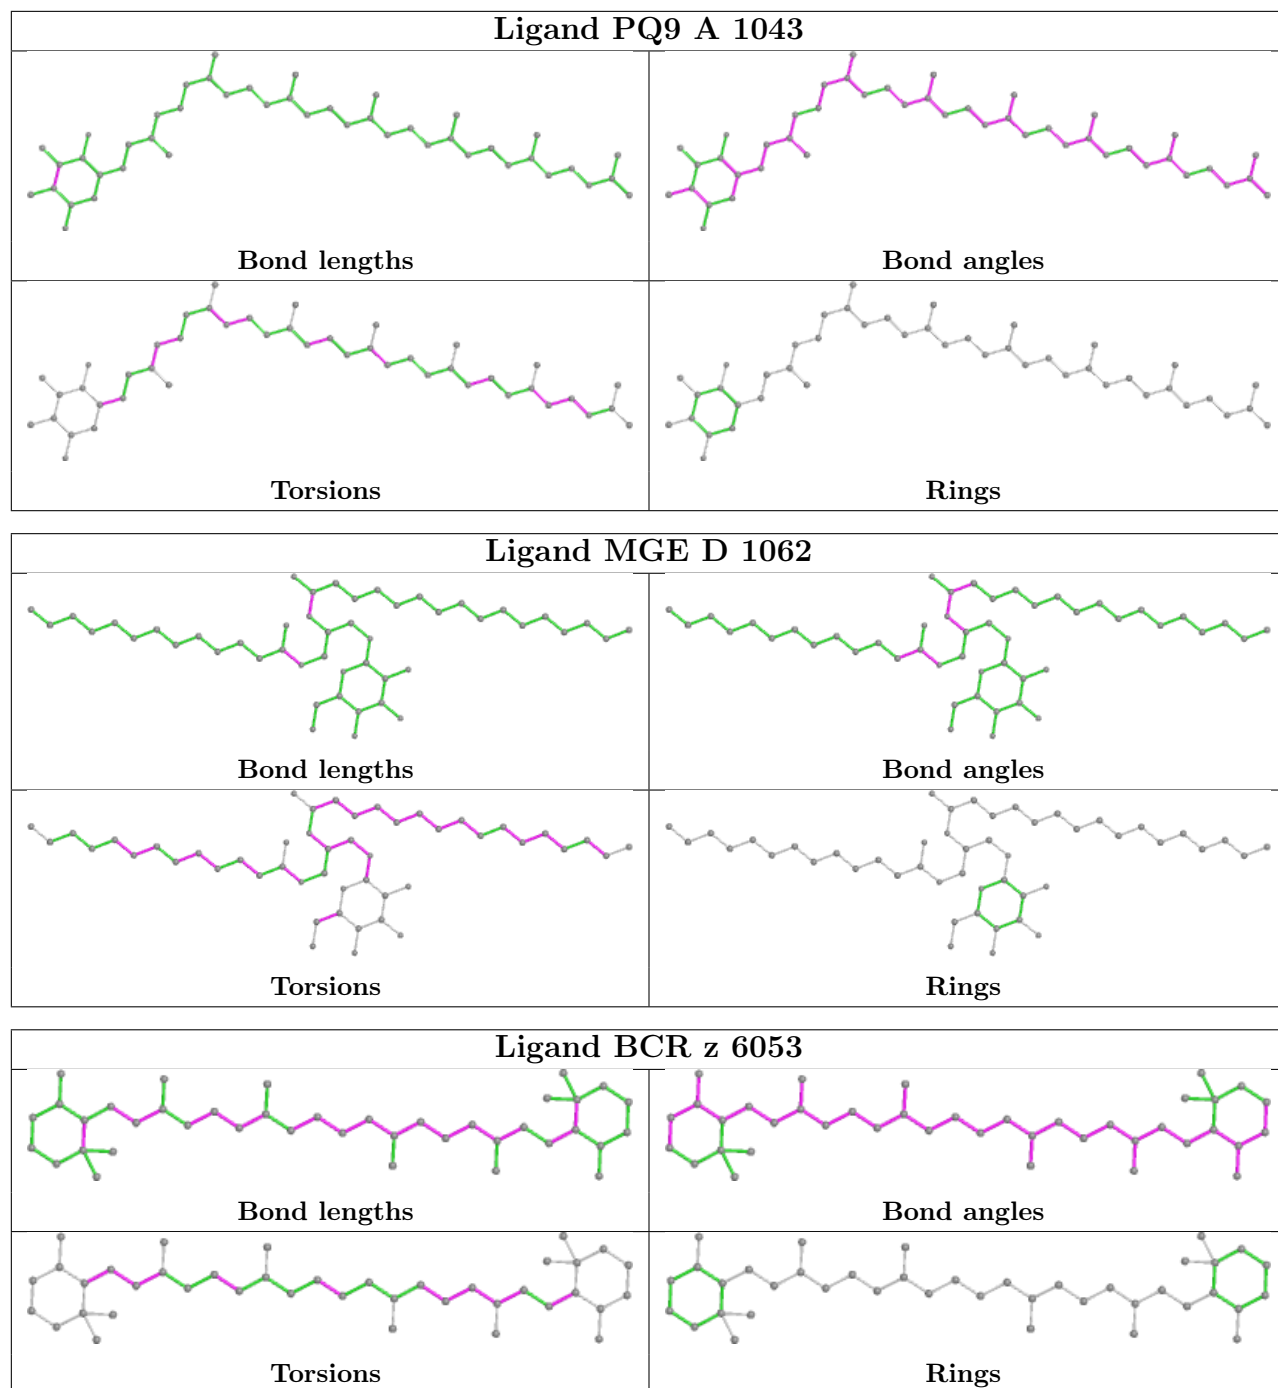 Ligand PQ9 A 1043
Bond lengths
Bond angles
Torsions
Rings
Ligand MGE D 1062
Bond lengths
Bond angles
Torsions
Rings
Ligand BCR z 6053
Bond lengths
Bond angles
Torsions
Rings